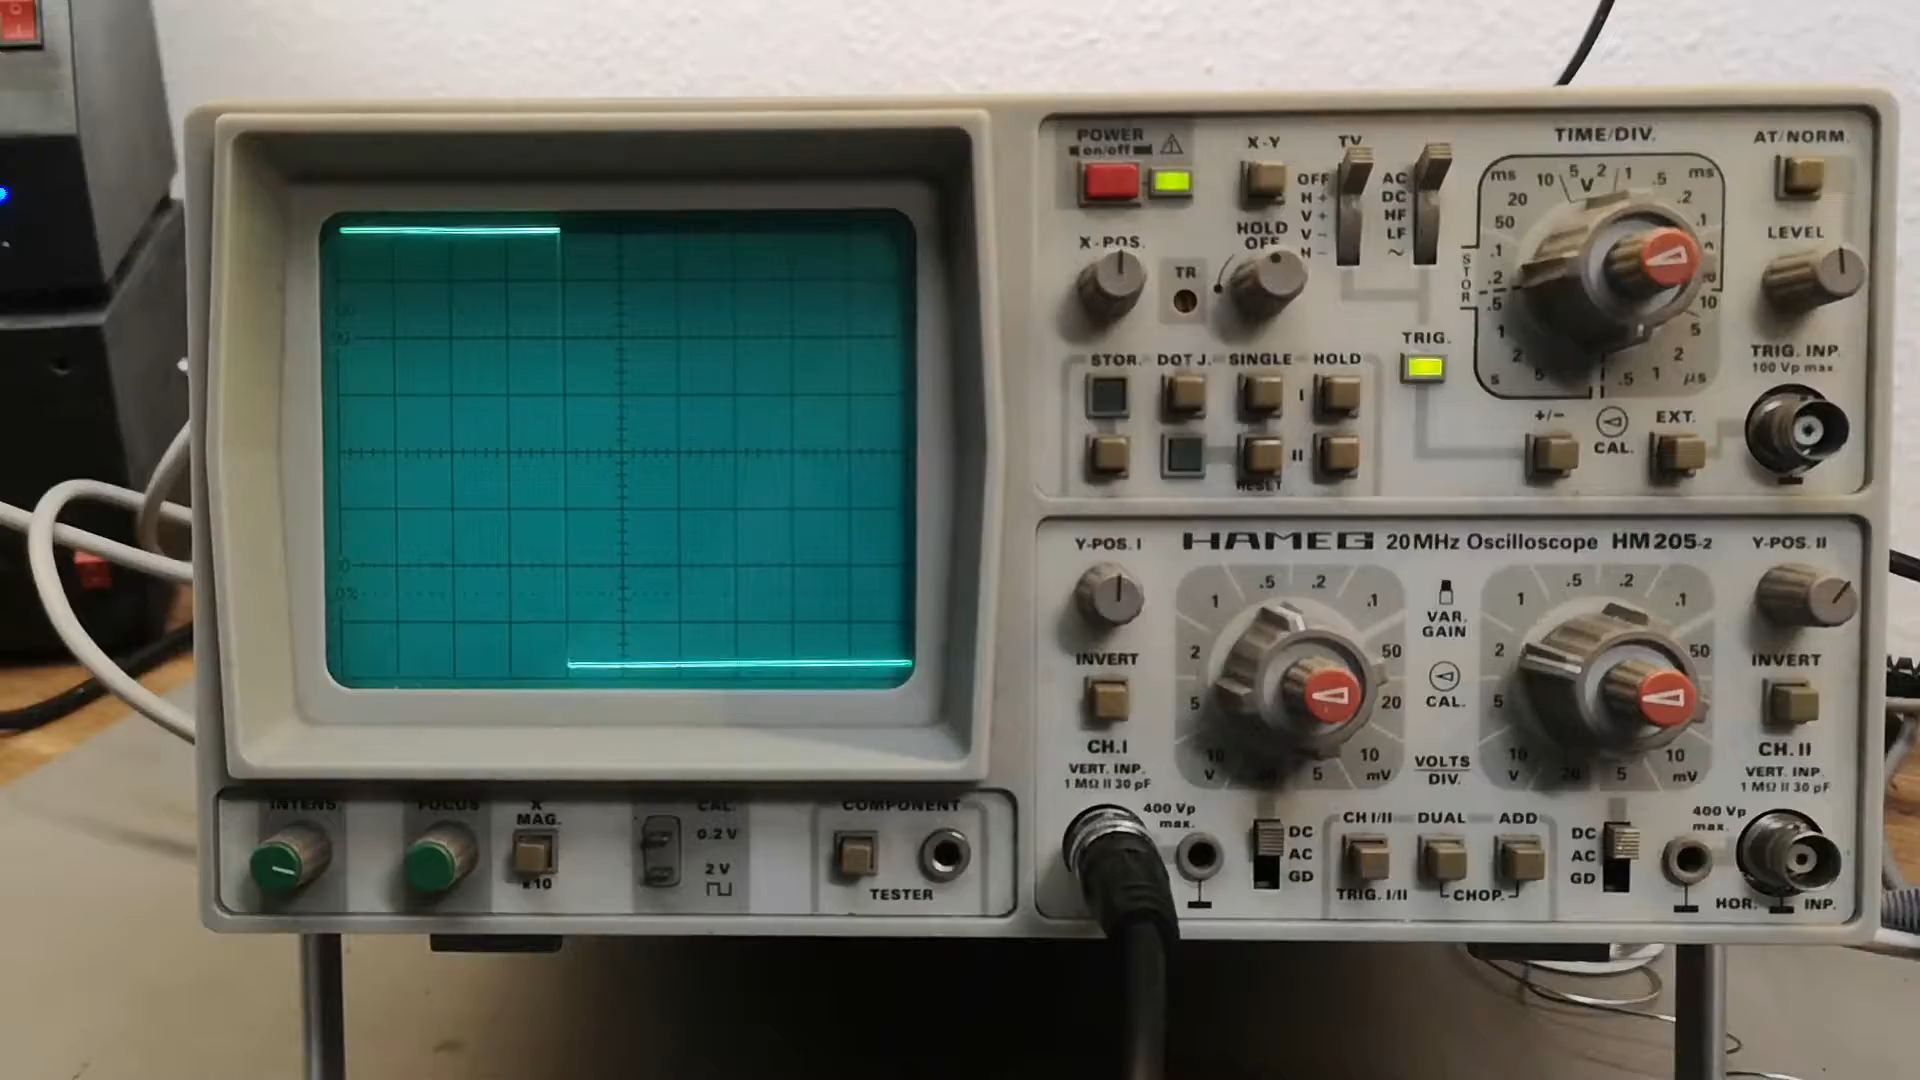 POWER
on/off
X-Y
TV
TIME/DIV.
AT/NORM.
OFF
H +
V +
V -
H -
AC
DC
HF
LF
~
ms
20
50
.1
.2
.5
1
2
5
s
10
5
2
1
.5
ms
.2
.1
10
5
2
1
.5
µs
STOR
X-POS.
HOLD
OFF
LEVEL
TR
TRIG.
STOR.
DOT J.
SINGLE
HOLD
I
II
RESET
TRIG. INP.
100 Vp max.
+/-
CAL.
EXT.
Y-POS. I
HAMEG 20 MHz Oscilloscope HM205-2
Y-POS. II
.5
.2
1
.1
2
50
5
20
10
V
5
10
mV
VAR.
GAIN
CAL.
VOLTS
DIV.
.5
.2
1
.1
2
50
5
10
V
20
5
10
mV
INVERT
INVERT
CH.I
VERT. INP.
1 MΩ II 30 pF
CH. II
VERT. INP.
1 MΩ II 30 pF
400 Vp
max.
DC
AC
GD
CH I/II
DUAL
ADD
TRIG. I/II
CHOP.
DC
AC
GD
400 Vp
max.
HOR. INP.
INTENS.
FOCUS
X
MAG.
x10
CAL.
0.2 V
2 V
COMPONENT
TESTER